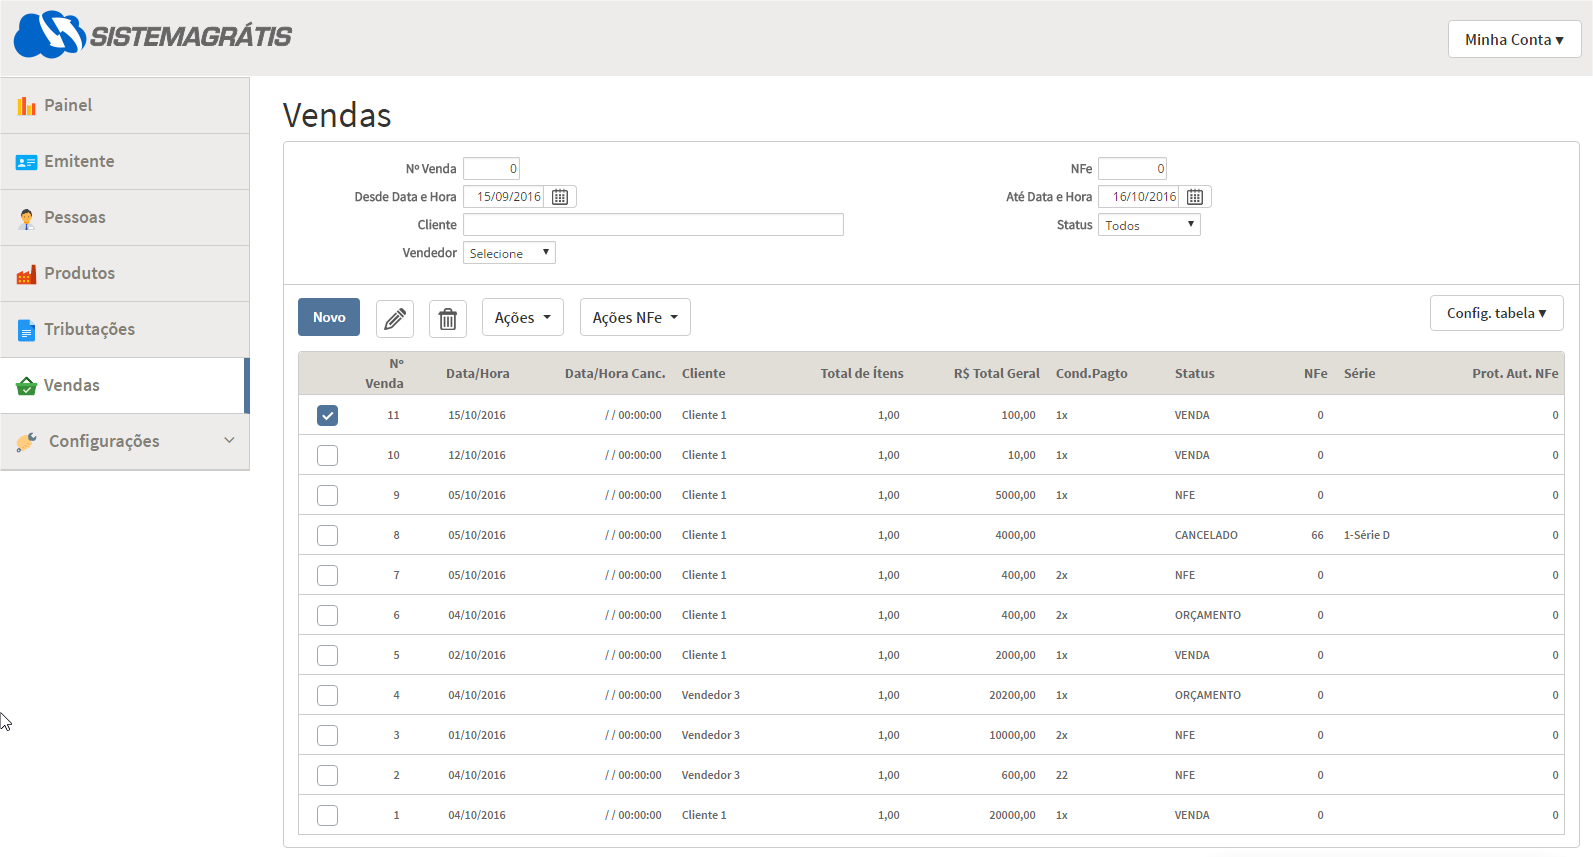 SISTEMAGRÁTIS
Minha Conta ▾
Painel
Emitente
Pessoas
Produtos
Tributações
Vendas
Configurações
Vendas
Nº Venda 0 NFe 0
Desde Data e Hora 15/09/2016 Até Data e Hora 16/10/2016
Cliente Status Todos
Vendedor Selecione
Novo Ações Ações NFe Config. tabela ▾
Nº Venda Data/Hora Data/Hora Canc. Cliente Total de Ítens R$ Total Geral Cond.Pagto Status NFe Série Prot. Aut. NFe
11 15/10/2016 / / 00:00:00 Cliente 1 1,00 100,00 1x VENDA 0 0
10 12/10/2016 / / 00:00:00 Cliente 1 1,00 10,00 1x VENDA 0 0
9 05/10/2016 / / 00:00:00 Cliente 1 1,00 5000,00 1x NFE 0 0
8 05/10/2016 / / 00:00:00 Cliente 1 1,00 4000,00 CANCELADO 66 1-Série D 0
7 05/10/2016 / / 00:00:00 Cliente 1 1,00 400,00 2x NFE 0 0
6 04/10/2016 / / 00:00:00 Cliente 1 1,00 400,00 2x ORÇAMENTO 0 0
5 02/10/2016 / / 00:00:00 Cliente 1 1,00 2000,00 1x VENDA 0 0
4 04/10/2016 / / 00:00:00 Vendedor 3 1,00 20200,00 1x ORÇAMENTO 0 0
3 01/10/2016 / / 00:00:00 Vendedor 3 1,00 10000,00 2x NFE 0 0
2 04/10/2016 / / 00:00:00 Vendedor 3 1,00 600,00 22 NFE 0 0
1 04/10/2016 / / 00:00:00 Cliente 1 1,00 20000,00 1x VENDA 0 0